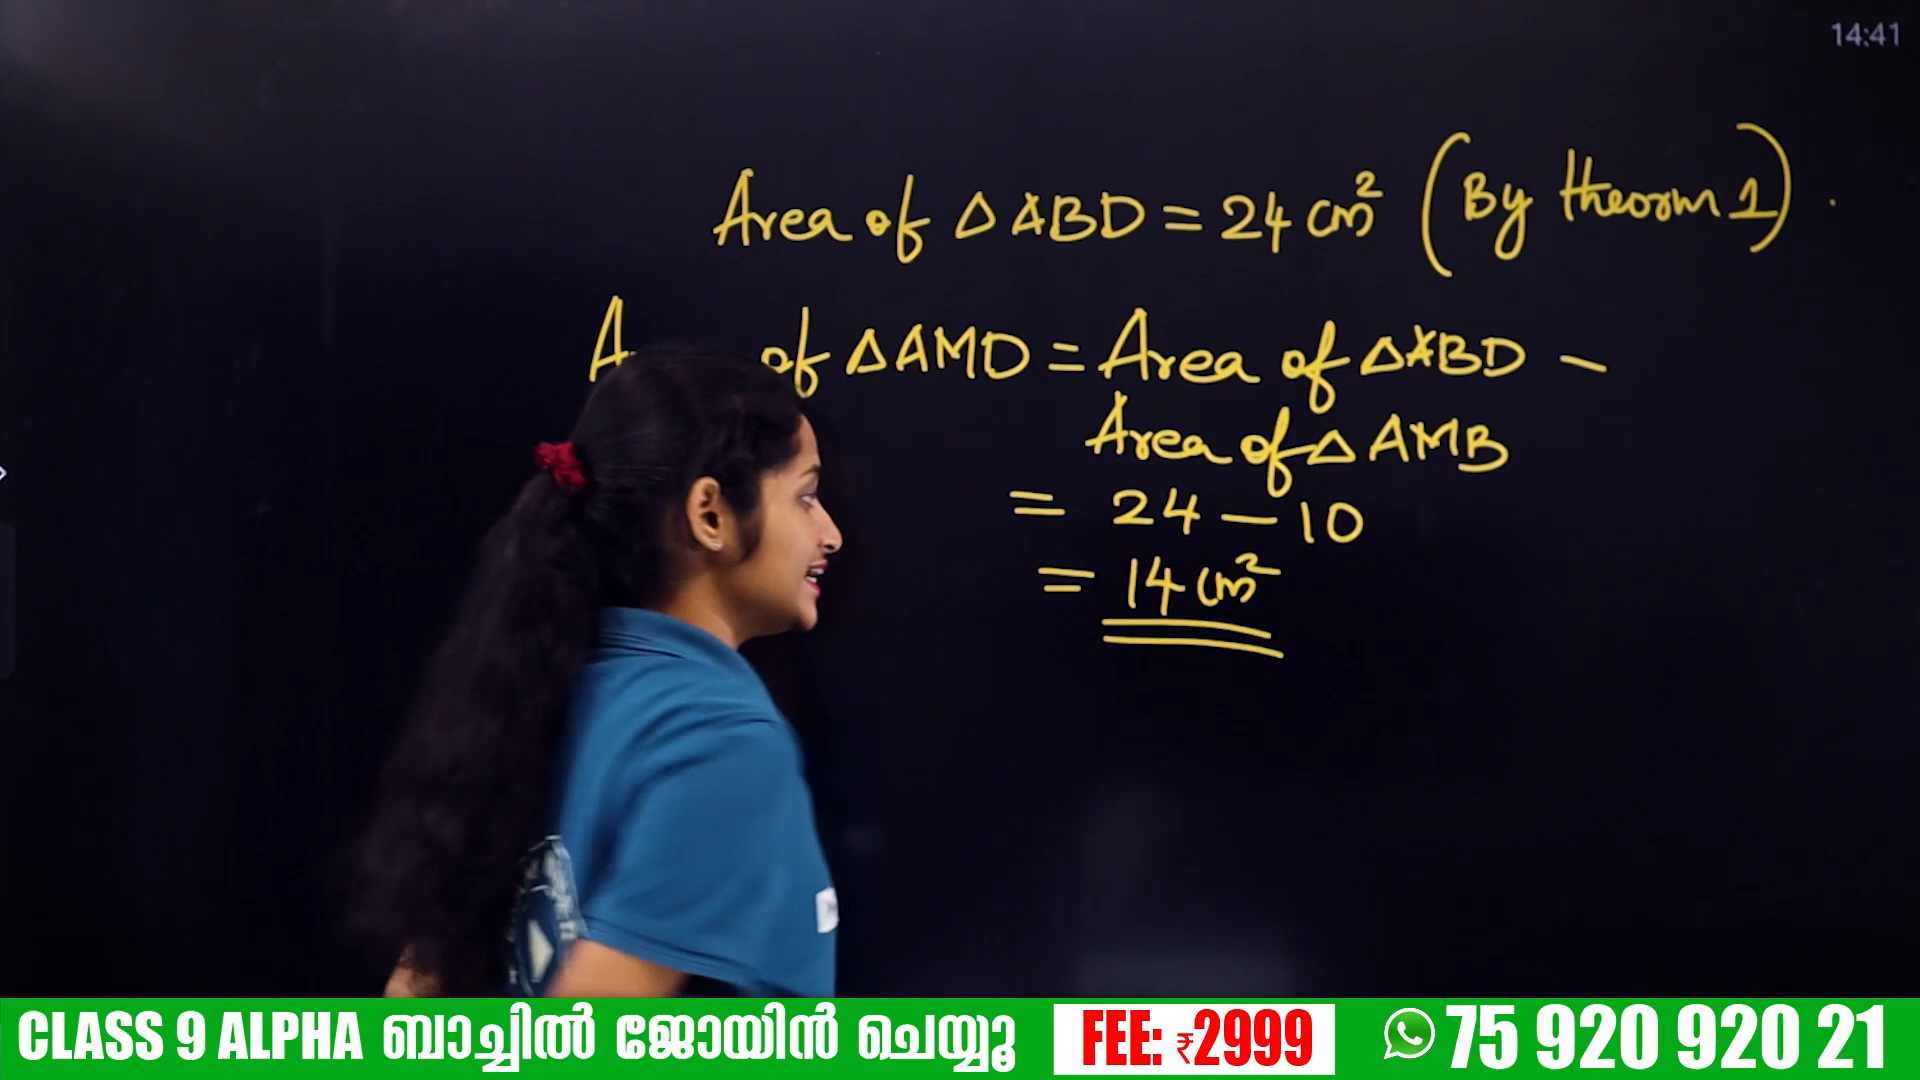 14:41
Area of △ABD = 24 cm² (By theorm 1).
of △AMD = Area of △ABD –
Area of △ AMB
= 24 – 10
= 14 cm²
CLASS 9 ALPHA ബാച്ചിൽ ജോയിൻ ചെയ്യൂ FEE: ₹2999 75 920 920 21